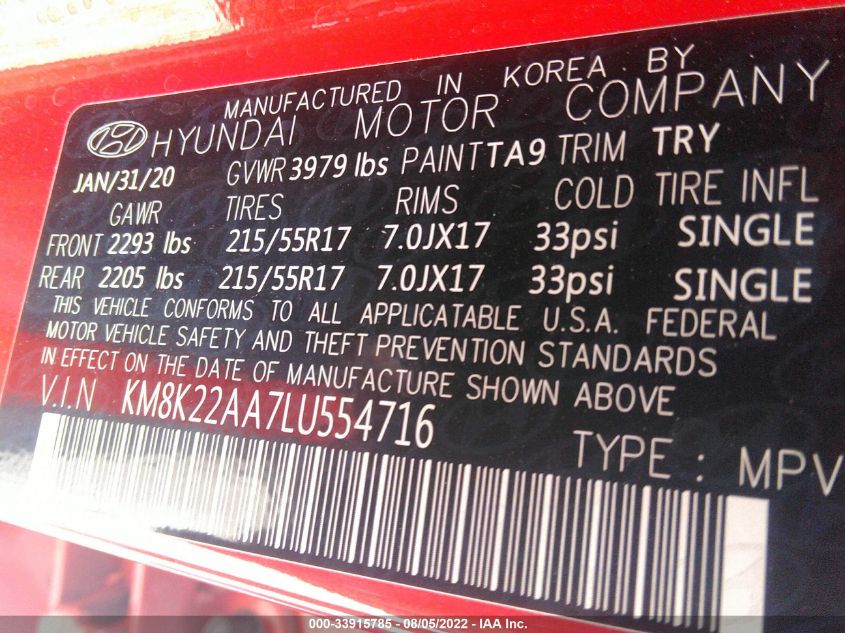 MANUFACTURED IN KOREA BY
HYUNDAI MOTOR COMPANY
JAN/31/20 GVWR 3979 lbs PAINT TA9 TRIM TRY
GAWR TIRES RIMS COLD TIRE INFL
FRONT 2293 lbs 215/55R17 7.0JX17 33psi SINGLE
REAR 2205 lbs 215/55R17 7.0JX17 33psi SINGLE
THIS VEHICLE CONFORMS TO ALL APPLICATABLE U.S.A. FEDERAL
MOTOR VEHICLE SAFETY AND THEFT PREVENTION STANDARDS
IN EFFECT ON THE DATE OF MANUFACTURE SHOWN ABOVE
V.I.N KM8K22AA7LU554716
TYPE : MPV
000-33915785 - 08/05/2022 - IAA Inc.